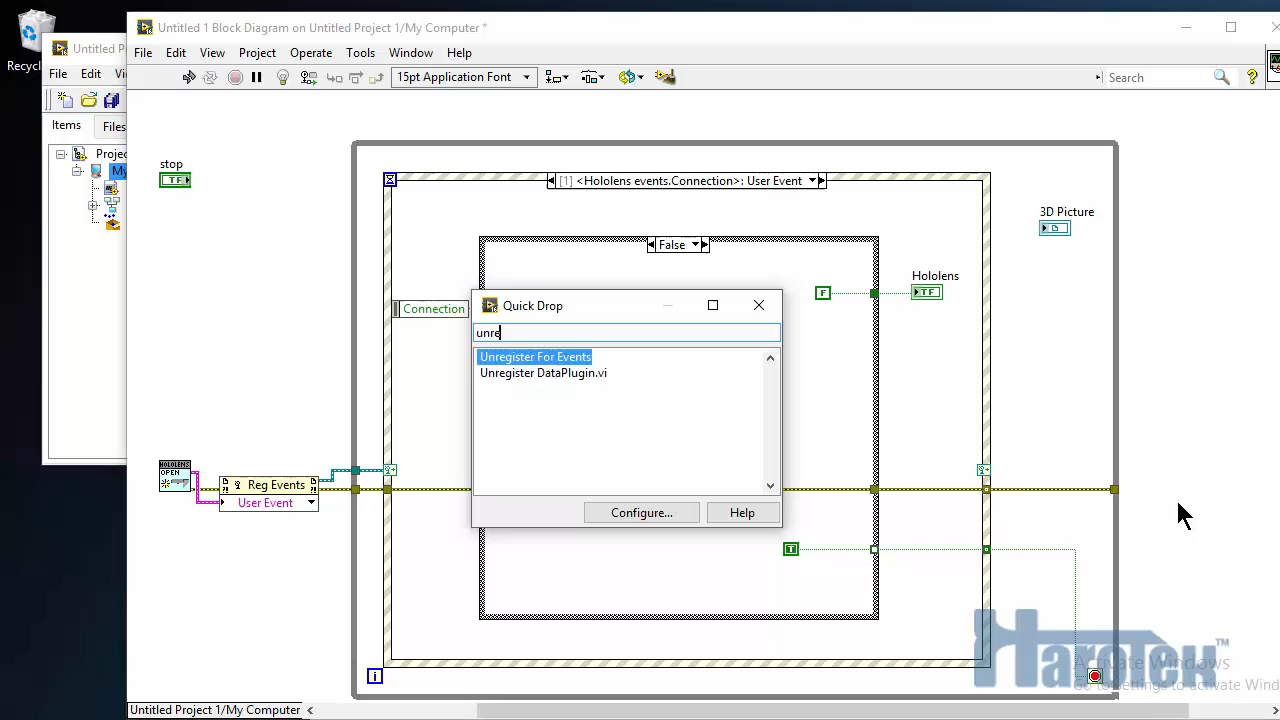 Untitled 1 Block Diagram on Untitled Project 1/My Computer *
Recycl
Untitled P
File Edit View Project Operate Tools Window Help
File Edit Vi
15pt Application Font
Search
?
Items Files
Projec
My
stop
TF
[1] <Hololens events.Connection>: User Event
3D Picture
False
Hololens
F
TF
Connection
Quick Drop
unre
Unregister For Events
Unregister DataPlugin.vi
Configure...
Help
HOLOLENS
OPEN
Reg Events
User Event
T
i
HaroTek™
Activate Windows
Go to Settings to activate Wind
Untitled Project 1/My Computer